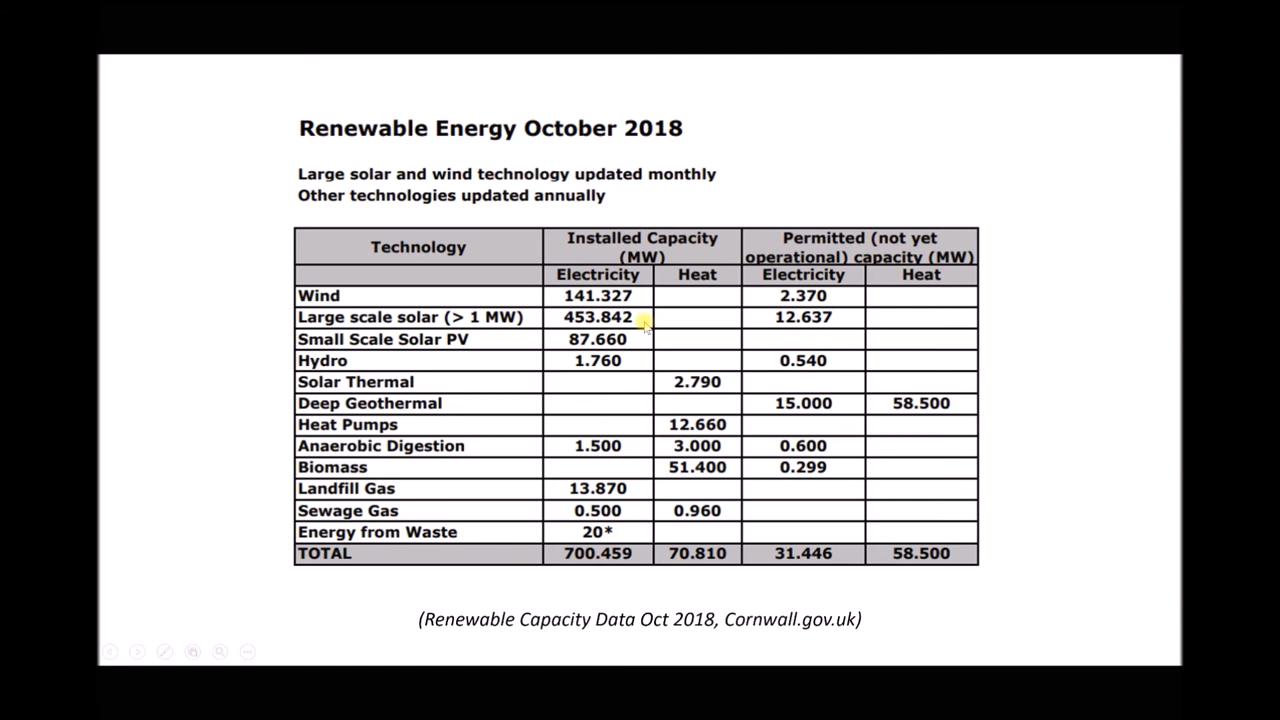 Renewable Energy October 2018
Large solar and wind technology updated monthly
Other technologies updated annually
Technology Installed Capacity (MW) Permitted (not yet operational) capacity (MW)
Electricity Heat Electricity Heat
Wind 141.327 2.370
Large scale solar (> 1 MW) 453.842 12.637
Small Scale Solar PV 87.660
Hydro 1.760 0.540
Solar Thermal 2.790
Deep Geothermal 15.000 58.500
Heat Pumps 12.660
Anaerobic Digestion 1.500 3.000 0.600
Biomass 51.400 0.299
Landfill Gas 13.870
Sewage Gas 0.500 0.960
Energy from Waste 20*
TOTAL 700.459 70.810 31.446 58.500
(Renewable Capacity Data Oct 2018, Cornwall.gov.uk)